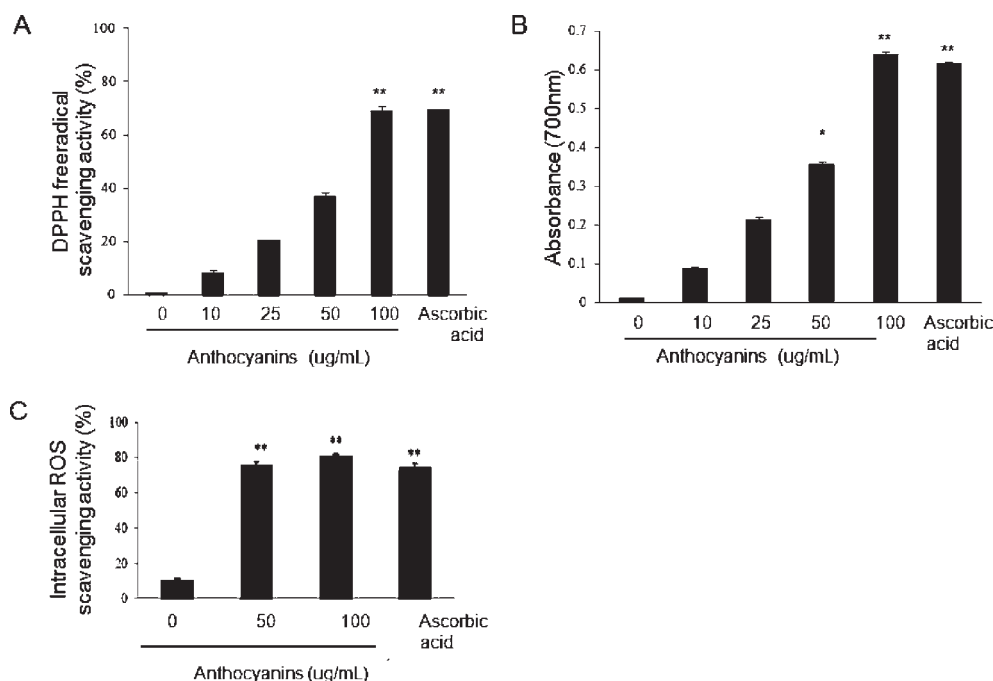 A
DPPH freeradical
scavenging activity (%)
100
80
60
40
20
0
**
**
0 10 25 50 100 Ascorbic
acid
Anthocyanins (ug/mL)
B
Absorbance (700nm)
0.7
0.6
0.5
0.4
0.3
0.2
0.1
0
*
**
**
0 10 25 50 100 Ascorbic
acid
Anthocyanins (ug/mL)
C
Intracellular ROS
scavenging activity (%)
100
80
60
40
20
0
**
**
**
0 50 100 Ascorbic
acid
Anthocyanins (ug/mL)